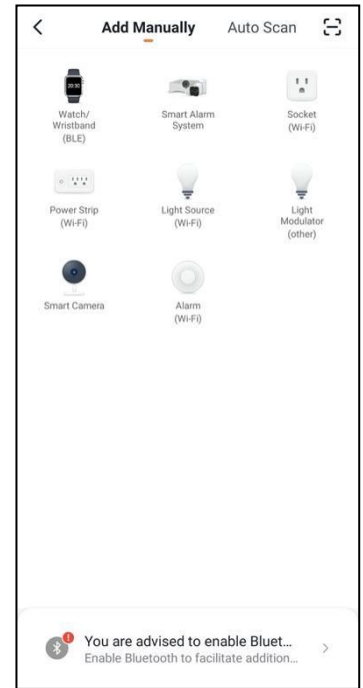 Add Manually Auto Scan
20:30
Watch/
Wristband
(BLE)
Smart Alarm
System
Socket
(Wi-Fi)
Power Strip
(Wi-Fi)
Light Source
(Wi-Fi)
Light
Modulator
(other)
Smart Camera
Alarm
(Wi-Fi)
You are advised to enable Bluet...
Enable Bluetooth to facilitate addition...